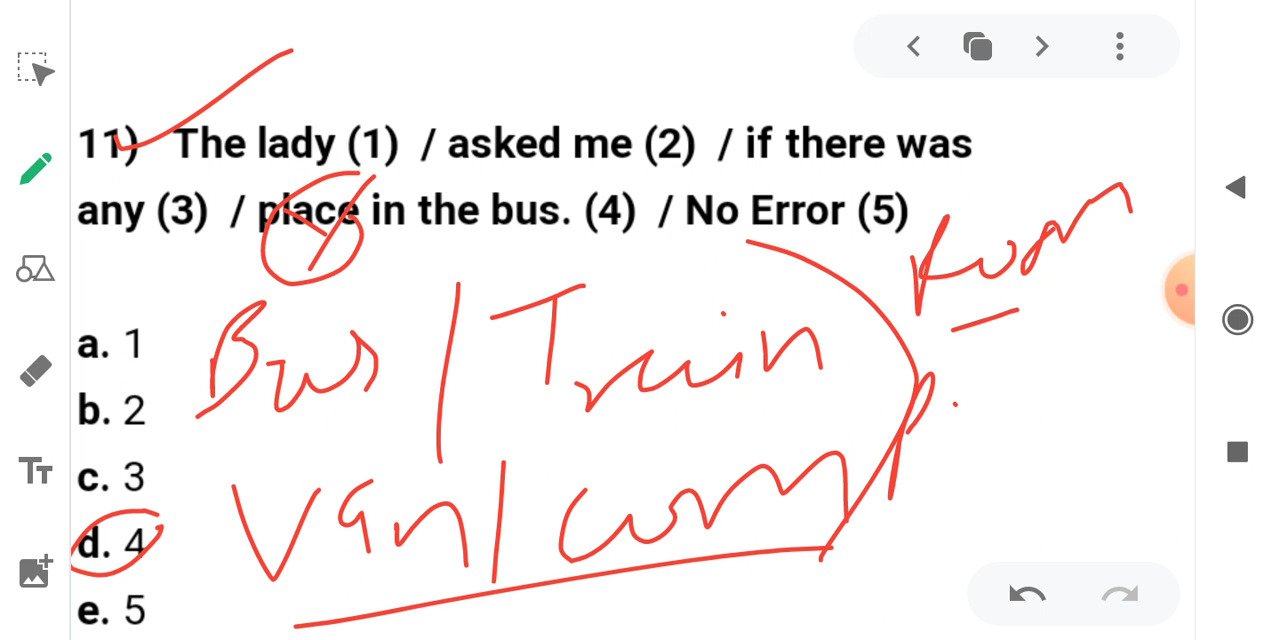 11) The lady (1) / asked me (2) / if there was
any (3) / place in the bus. (4) / No Error (5)
Room
a. 1
Bus / Train
b. 2
c. 3
Van /
d. 4
e. 5
TT